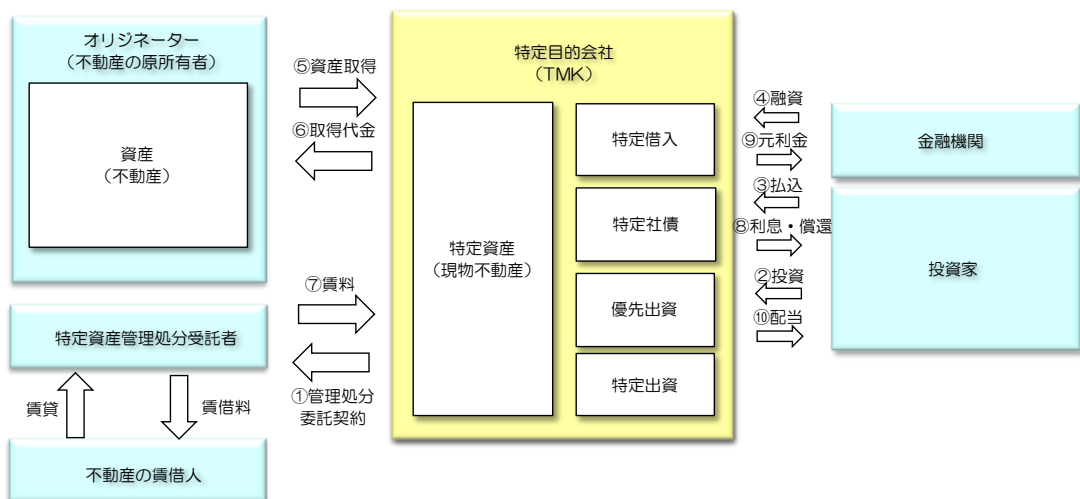 オリジネーター
（不動産の原所有者）
資産
（不動産）
⑤資産取得
⑥取得代金
特定目的会社
（TMK）
特定資産
（現物不動産）
特定借入
特定社債
優先出資
特定出資
④融資
⑨元利金
③払込
⑧利息・償還
②投資
⑩配当
金融機関
投資家
特定資産管理処分受託者
⑦賃料
①管理処分
委託契約
賃貸
賃借料
不動産の賃借人